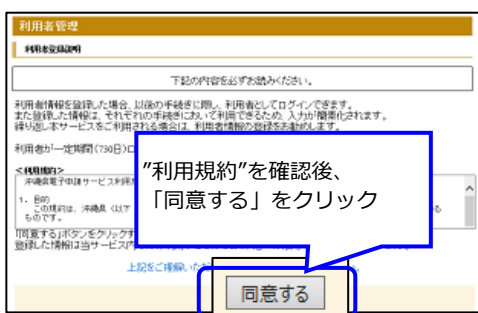 利用者管理
利用者登録説明
下記の内容を必ずお読みください。
利用者情報を登録した場合、以後の手続きに際し、利用者としてログインできます。
また登録した情報は、それぞれの手続きにおいて利用できるため、入力が簡素化されます。
繰り返し本サービスをご利用される場合は、利用者情報の登録をお勧めします。
利用者が「一定期間(730日)ロ
<利用規約>
沖縄県電子申請サービス利用
1. 目的
この規約は、沖縄県（以下
る
ものです。
「同意する」ボタンをクリックす
登録した情報は当サービス内
上記をご理解いただ
"利用規約"を確認後、
「同意する」をクリック
同意する